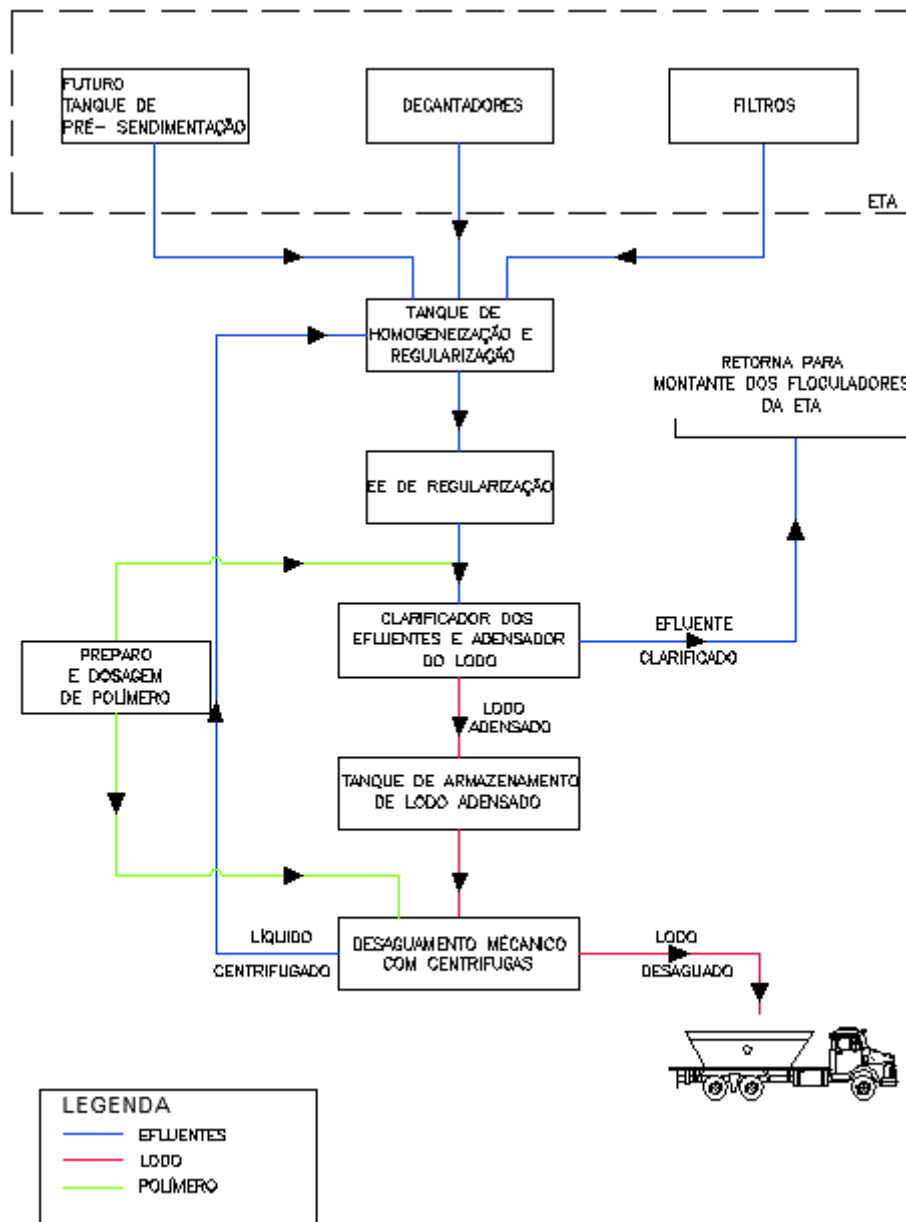 FUTURO
TANQUE DE
PRÉ- SENDIMENTAÇÃO
DECANTADORES
FILTROS
ETA
TANQUE DE
HOMOGENEIZAÇÃO E
REGULARIZAÇÃO
RETORNA PARA
MONTANTE DOS FLOCULADORES
DA ETA
EE DE REGULARIZAÇÃO
CLARIFICADOR DOS
EFLUENTES E ADENSADOR
DO LODO
EFLUENTE
CLARIFICADO
PREPARO
E DOSAGEM
DE POLÍMERO
LODO
ADENSADO
TANQUE DE ARMAZENAMENTO
DE LODO ADENSADO
LÍQUIDO
CENTRIFUGADO
DESAGUAMENTO MÉCANICO
COM CENTRIFUGAS
LODO
DESAGUADO
LEGENDA
EFLUENTES
LODO
POLÍMERO